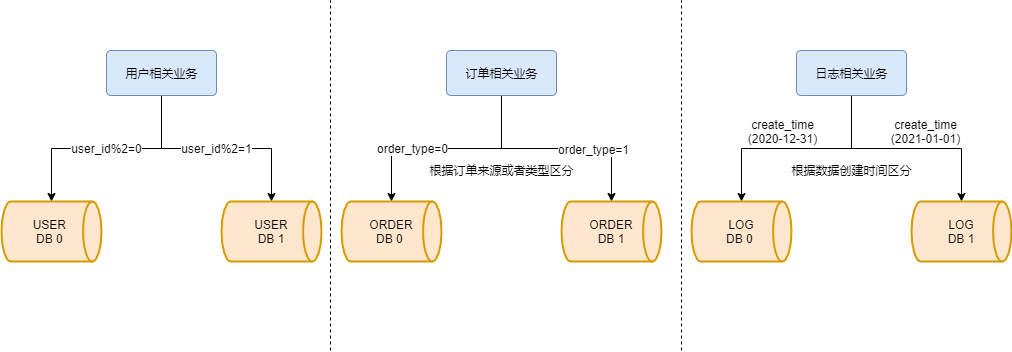 用户相关业务
user_id%2=0
user_id%2=1
USER
DB 0
USER
DB 1
订单相关业务
order_type=0
order_type=1
根据订单来源或者类型区分
ORDER
DB 0
ORDER
DB 1
日志相关业务
create_time
(2020-12-31)
create_time
(2021-01-01)
根据数据创建时间区分
LOG
DB 0
LOG
DB 1